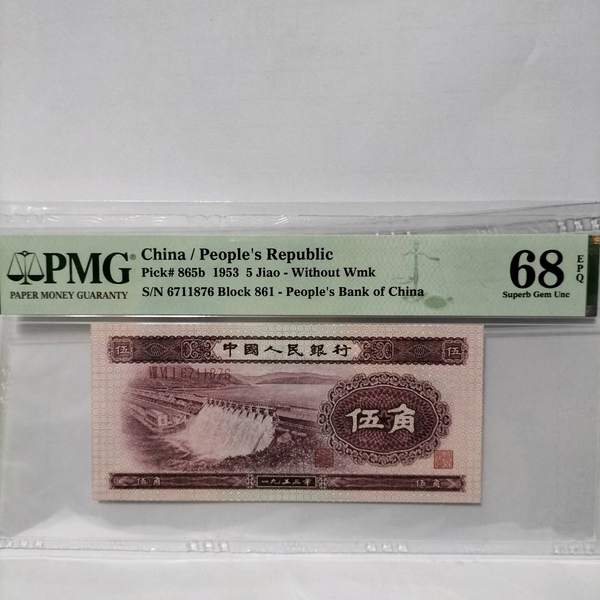 PMG®
PAPER MONEY GUARANTY
China / People's Republic
Pick# 865b 1953 5 Jiao - Without Wmk
S/N 6711876 Block 861 - People's Bank of China
68
EPQ
Superb Gem Unc
伍 中國人民銀行 伍
6711876
伍角
伍角 一九五三年 伍角